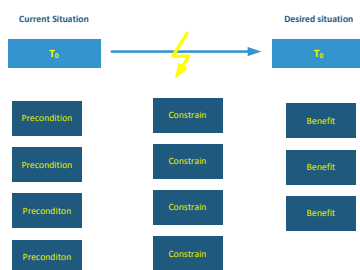 Current Situation
Desired situation
T₀
T₀
Precondition
Constrain
Benefit
Precondition
Constrain
Benefit
Preconditon
Constrain
Benefit
Preconditon
Constrain